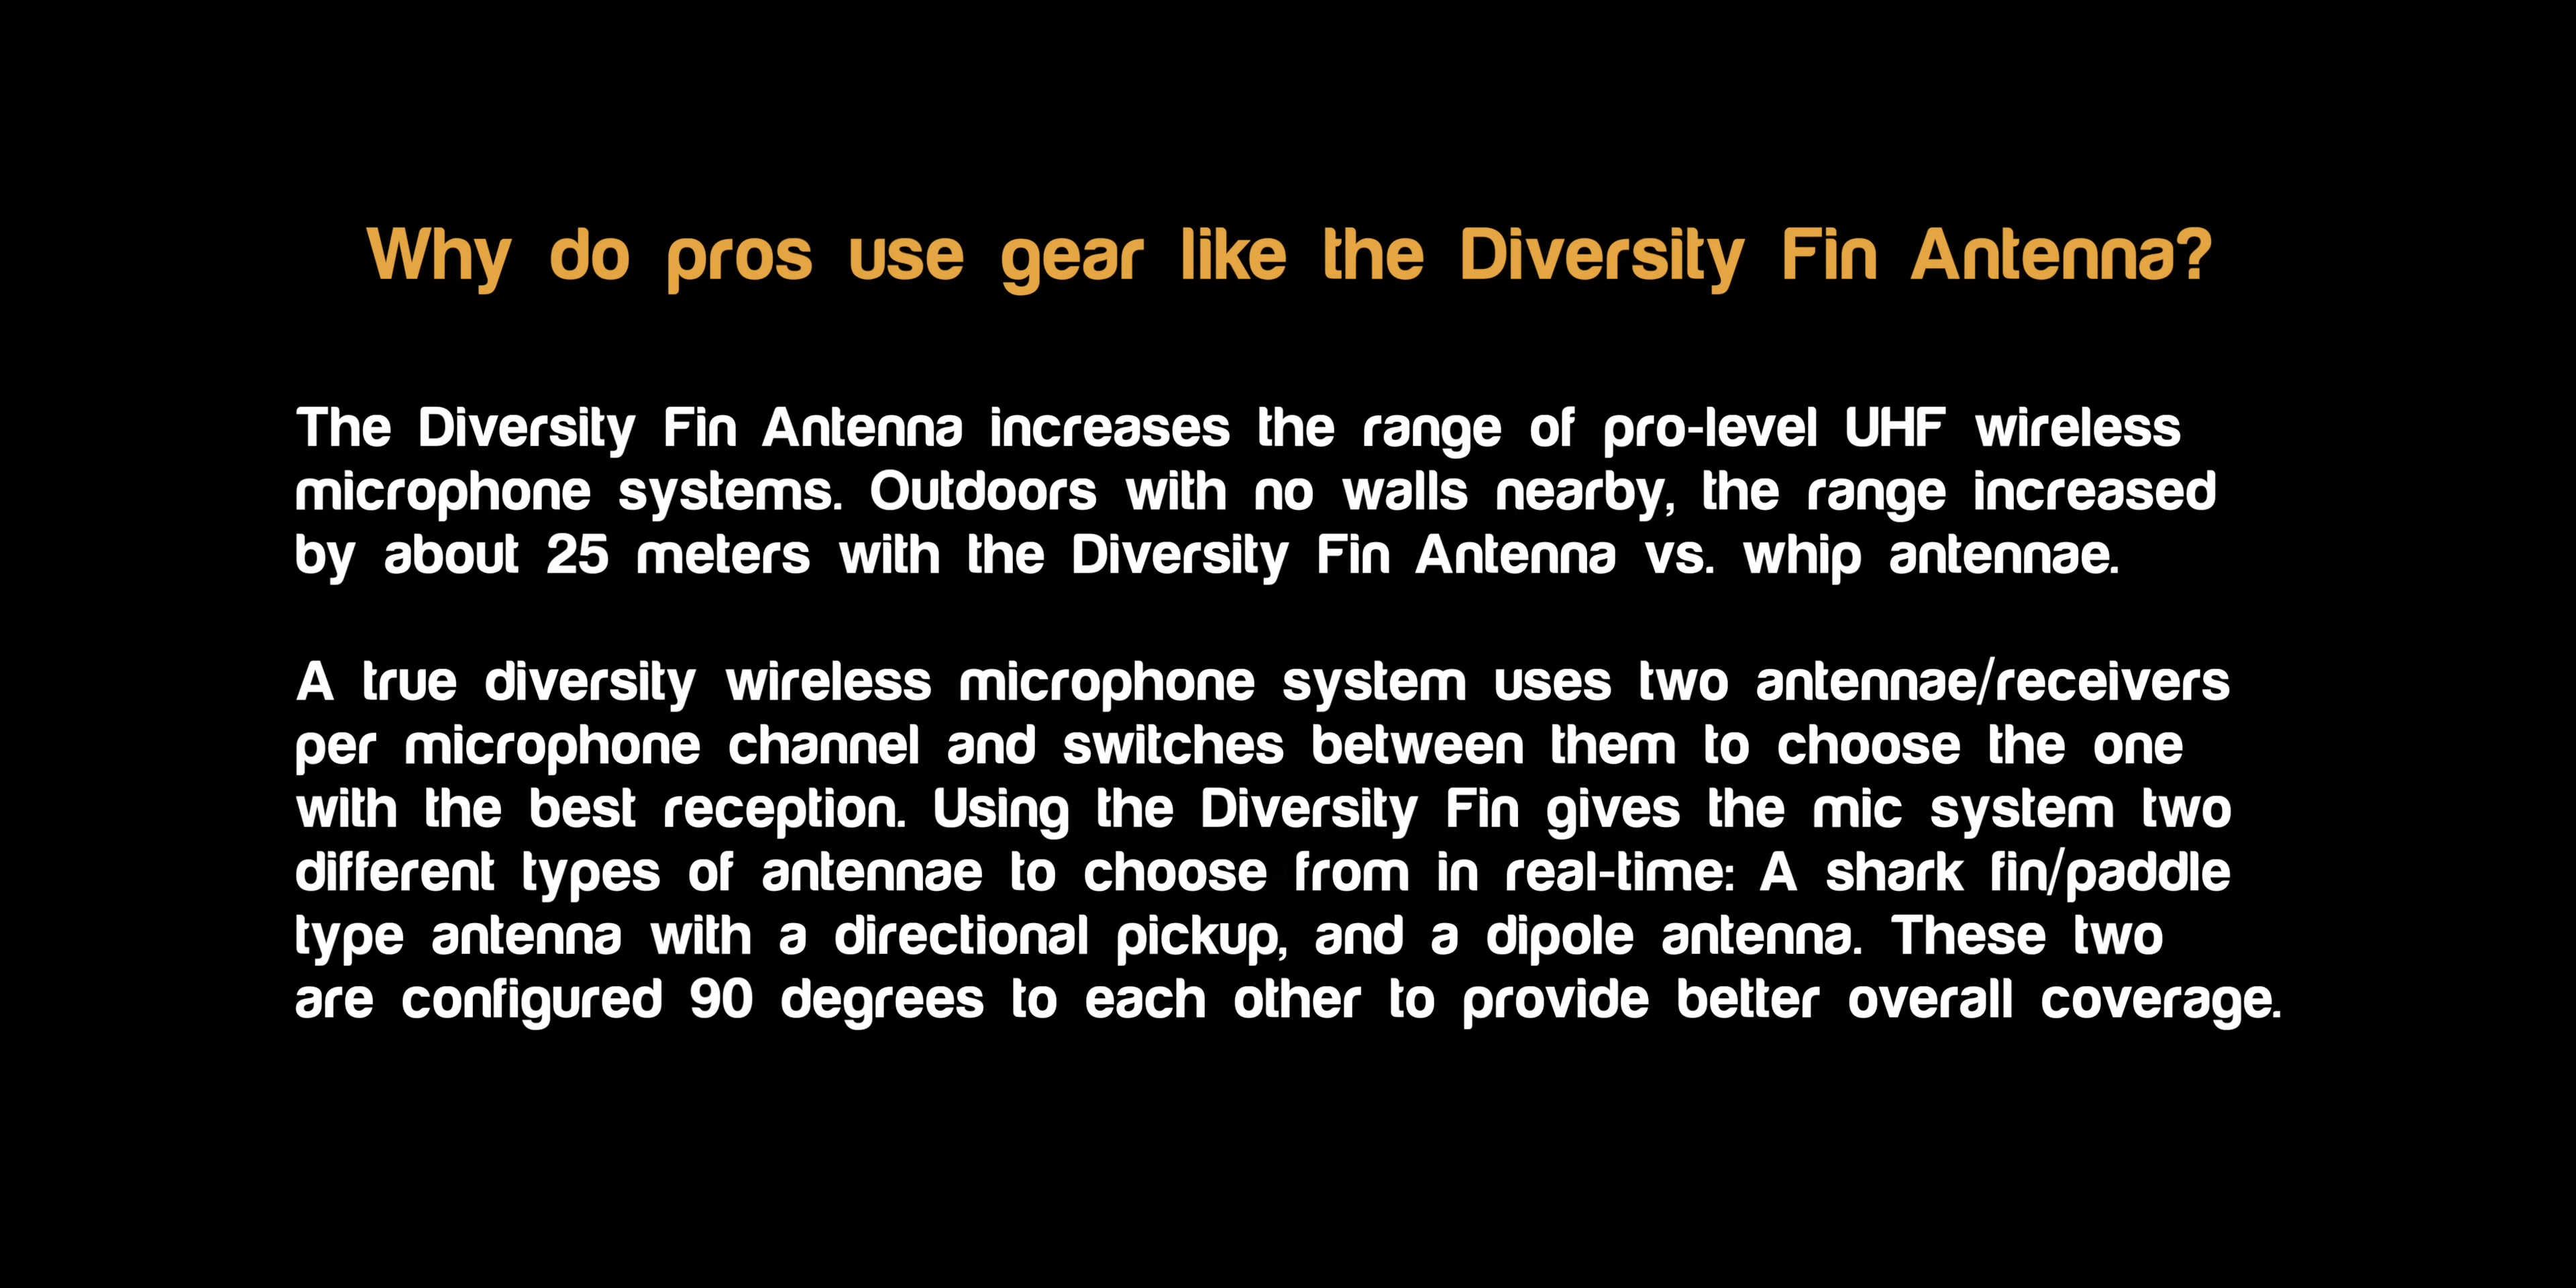 Why do pros use gear like the Diversity Fin Antenna?
The Diversity Fin Antenna increases the range of pro-level UHF wireless
microphone systems. Outdoors with no walls nearby, the range increased
by about 25 meters with the Diversity Fin Antenna vs. whip antennae.
A true diversity wireless microphone system uses two antennae/receivers
per microphone channel and switches between them to choose the one
with the best reception. Using the Diversity Fin gives the mic system two
different types of antennae to choose from in real-time: A shark fin/paddle
type antenna with a directional pickup, and a dipole antenna. These two
are configured 90 degrees to each other to provide better overall coverage.